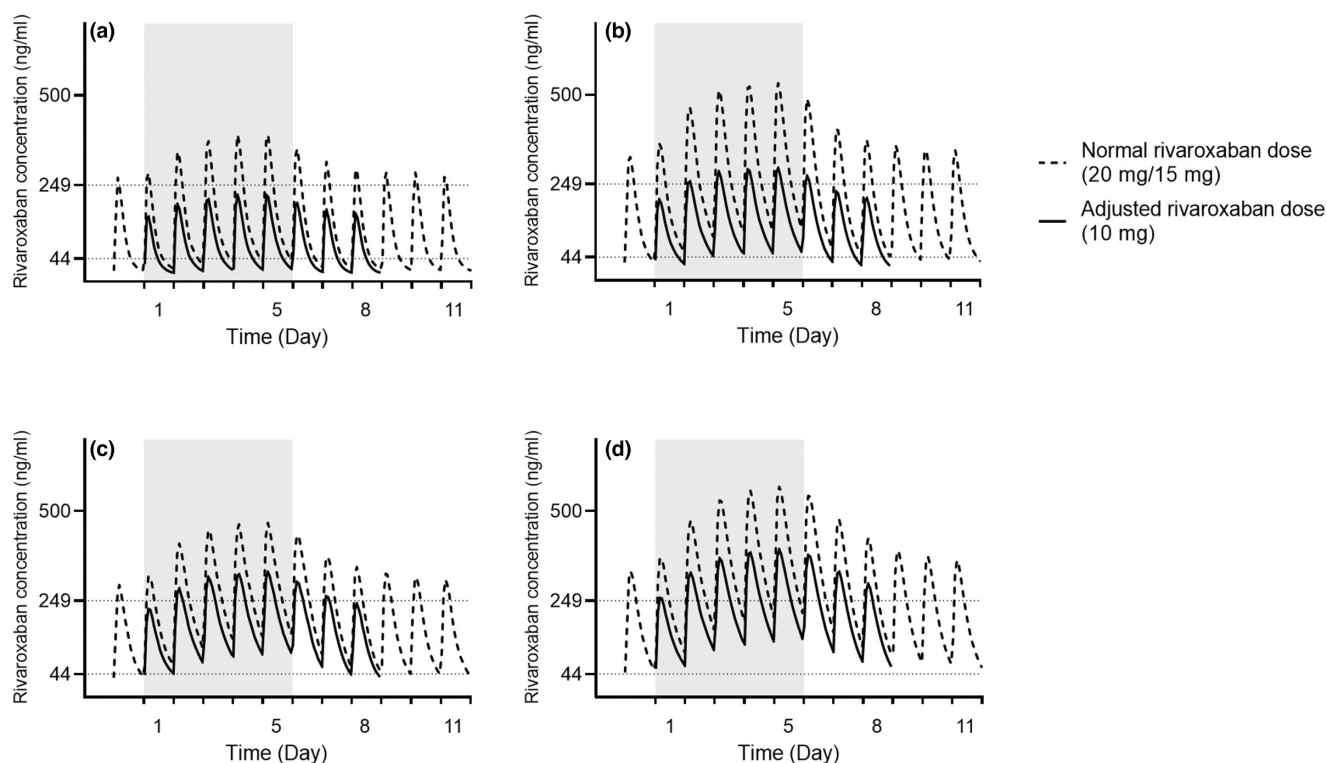 (a)
Rivaroxaban concentration (ng/ml)
500
249
44
1 5 8 11
Time (Day)
(b)
Rivaroxaban concentration (ng/ml)
500
249
44
1 5 8 11
Time (Day)
Normal rivaroxaban dose
(20 mg/15 mg)
Adjusted rivaroxaban dose
(10 mg)
(c)
Rivaroxaban concentration (ng/ml)
500
249
44
1 5 8 11
Time (Day)
(d)
Rivaroxaban concentration (ng/ml)
500
249
44
1 5 8 11
Time (Day)